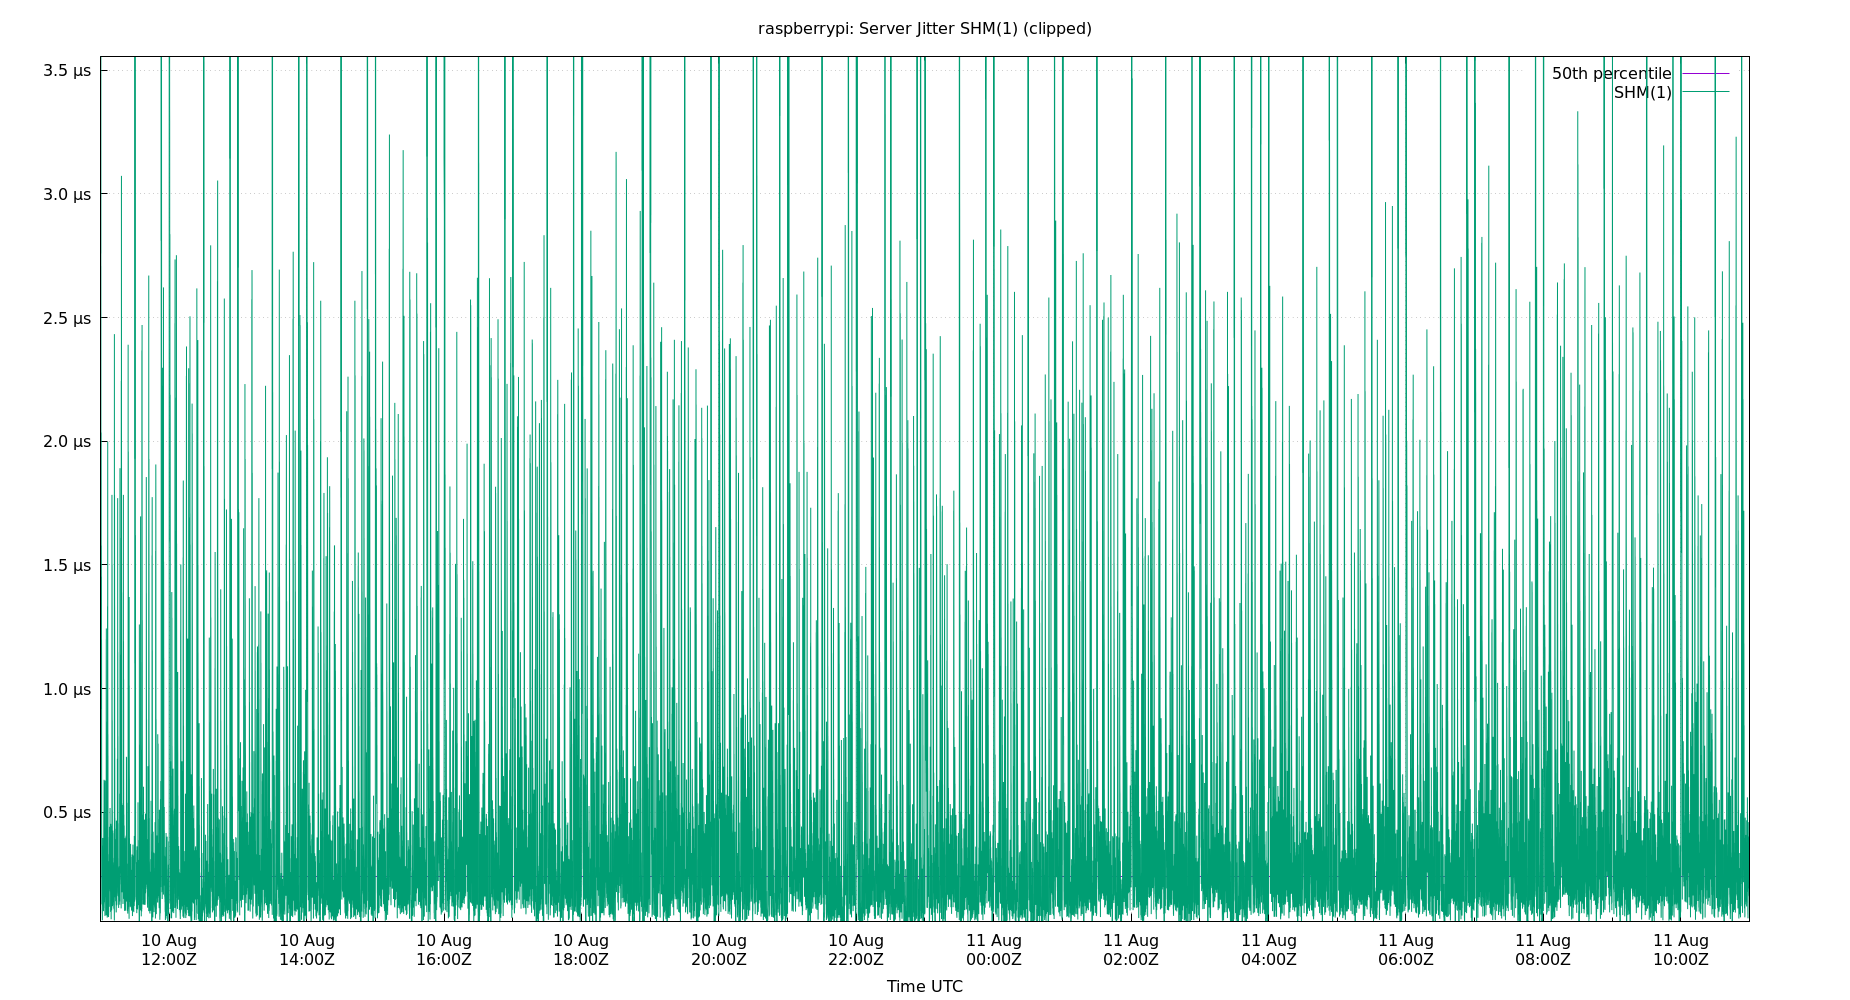 raspberrypi: Server Jitter SHM(1) (clipped)
50th percentile
SHM(1)
3.5 μs
3.0 μs
2.5 μs
2.0 μs
1.5 μs
1.0 μs
0.5 μs
10 Aug 10 Aug 10 Aug 10 Aug 10 Aug 10 Aug 11 Aug 11 Aug 11 Aug 11 Aug 11 Aug 11 Aug
12:00Z 14:00Z 16:00Z 18:00Z 20:00Z 22:00Z 00:00Z 02:00Z 04:00Z 06:00Z 08:00Z 10:00Z
Time UTC